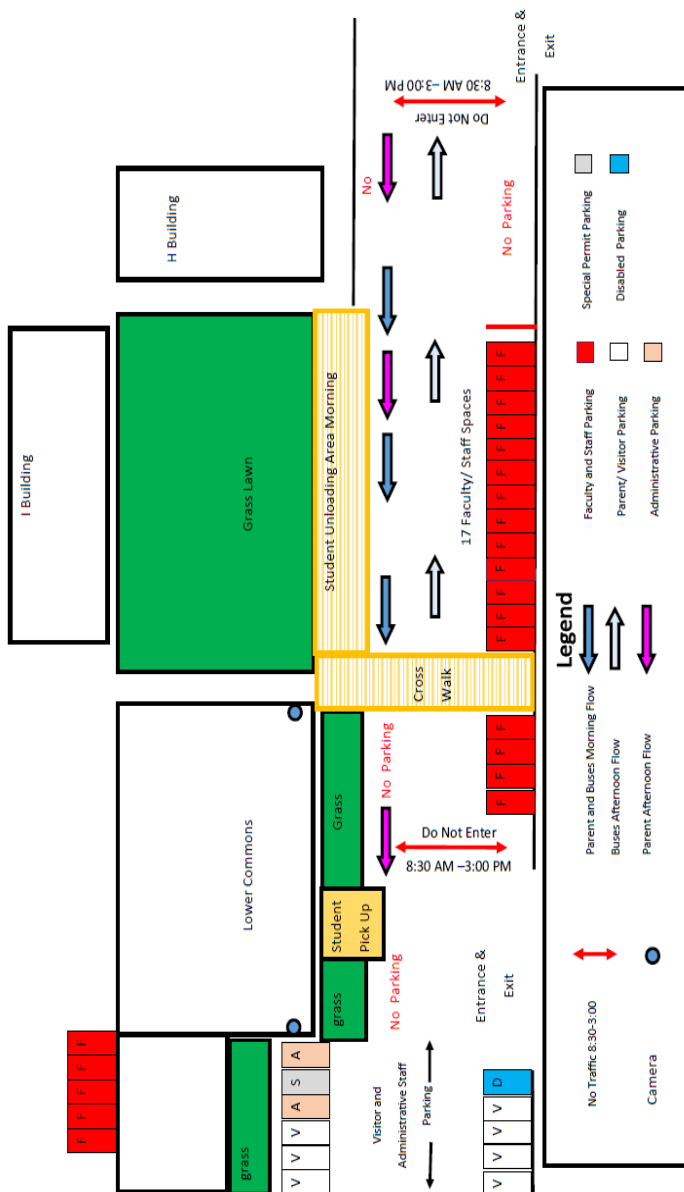 I Building
F F F F F
Lower Commons
Grass Lawn
H Building
grass
V V V A S A
grass
Student
Pick Up
Grass
Student Unloading Area Morning
No Parking
No Parking
No
Visitor and
Administrative Staff
Parking
Do Not Enter
8:30 AM –3:00 PM
Cross
Walk
Do Not Enter
8:30 AM –3:00 PM
Entrance &
Exit
17 Faculty/ Staff Spaces
No Parking
V V V V D
F F F F
F F F F F F F F F F F F F
Entrance &
Exit
Legend
No Traffic 8:30-3:00
Camera
Parent and Buses Morning Flow
Buses Afternoon Flow
Parent Afternoon Flow
Faculty and Staff Parking
Parent/ Visitor Parking
Administrative Parking
Special Permit Parking
Disabled Parking